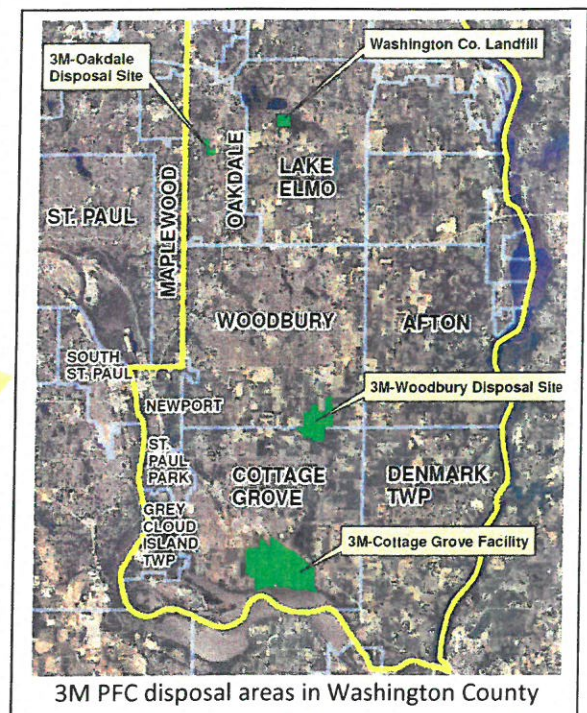 3M-Oakdale
Disposal Site
Washington Co. Landfill
OAKDALE
LAKE
ELMO
MAPLEWOOD
ST. PAUL
WOODBURY
AFTON
SOUTH
ST. PAUL
NEWPORT
3M-Woodbury Disposal Site
ST.
PAUL
PARK
COTTAGE
GROVE
DENMARK
TWP
GREY
CLOUD
ISLAND
TWP
3M-Cottage Grove Facility
3M PFC disposal areas in Washington County